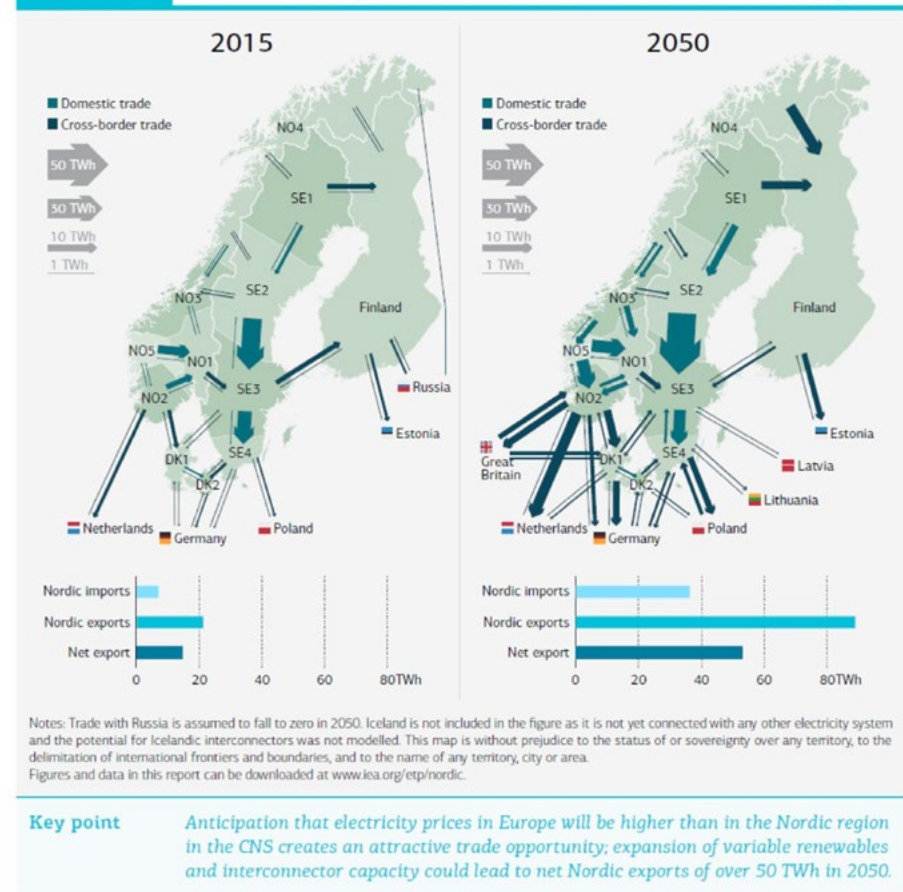 2015
Domestic trade
Cross-border trade
50 TWh
30 TWh
10 TWh
1 TWh
NO4
SE1
SE2
NO3
Finland
NO5
NO1
NO2
SE3
Russia
Estonia
DK1
SE4
DK2
Netherlands
Germany
Poland
Nordic imports
Nordic exports
Net export
0 20 40 60 80TWh
2050
Domestic trade
Cross-border trade
50 TWh
30 TWh
10 TWh
1 TWh
NO4
SE1
SE2
NO3
Finland
NO5
NO1
NO2
SE3
Great
Britain
DK1
SE4
DK2
Estonia
Latvia
Lithuania
Netherlands
Germany
Poland
Nordic imports
Nordic exports
Net export
0 20 40 60 80TWh
Notes: Trade with Russia is assumed to fall to zero in 2050. Iceland is not included in the figure as it is not yet connected with any other electricity system
and the potential for Icelandic interconnectors was not modelled. This map is without prejudice to the status of or sovereignty over any territory, to the
delimitation of international frontiers and boundaries, and to the name of any territory, city or area.
Figures and data in this report can be downloaded at www.iea.org/etp/nordic.
Key point Anticipation that electricity prices in Europe will be higher than in the Nordic region
in the CNS creates an attractive trade opportunity; expansion of variable renewables
and interconnector capacity could lead to net Nordic exports of over 50 TWh in 2050.